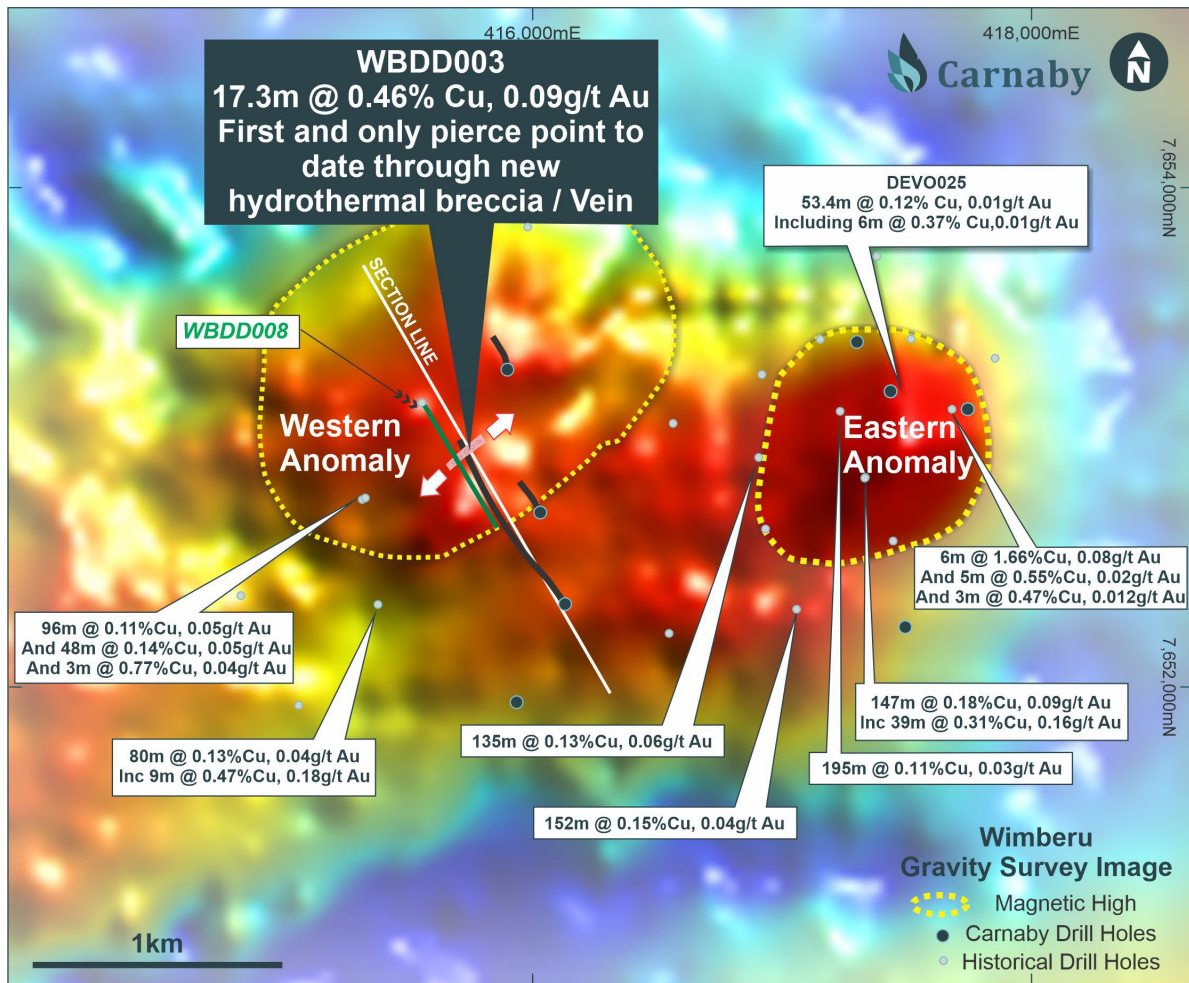 416,000mE
418,000mE
Carnaby
N
WBDD003
17.3m @ 0.46% Cu, 0.09g/t Au
First and only pierce point to
date through new
hydrothermal breccia / Vein
7,654,000mN
DEVO025
53.4m @ 0.12% Cu, 0.01g/t Au
Including 6m @ 0.37% Cu,0.01g/t Au
SECTION LINE
WBDD008
Western
Anomaly
Eastern
Anomaly
6m @ 1.66%Cu, 0.08g/t Au
And 5m @ 0.55%Cu, 0.02g/t Au
And 3m @ 0.47%Cu, 0.012g/t Au
96m @ 0.11%Cu, 0.05g/t Au
And 48m @ 0.14%Cu, 0.05g/t Au
And 3m @ 0.77%Cu, 0.04g/t Au
7,652,000mN
147m @ 0.18%Cu, 0.09g/t Au
Inc 39m @ 0.31%Cu, 0.16g/t Au
135m @ 0.13%Cu, 0.06g/t Au
80m @ 0.13%Cu, 0.04g/t Au
Inc 9m @ 0.47%Cu, 0.18g/t Au
195m @ 0.11%Cu, 0.03g/t Au
152m @ 0.15%Cu, 0.04g/t Au
Wimberu
Gravity Survey Image
Magnetic High
Carnaby Drill Holes
Historical Drill Holes
1km